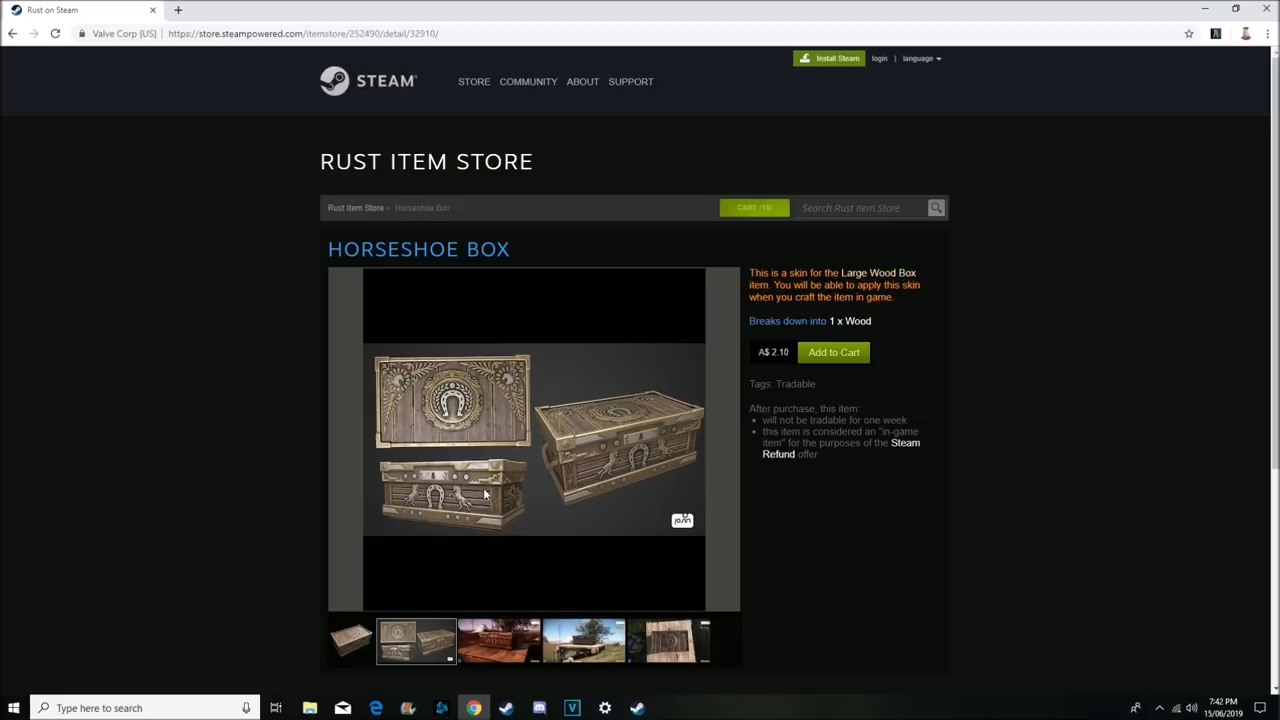 Rust on Steam
Valve Corp [US] https://store.steampowered.com/itemstore/252490/detail/32910/
Install Steam login | language
STEAM
STORE COMMUNITY ABOUT SUPPORT
RUST ITEM STORE
Rust Item Store > Horseshoe Box
CART (13)
Search Rust Item Store
HORSESHOE BOX
This is a skin for the Large Wood Box
item. You will be able to apply this skin
when you craft the item in game.
Breaks down into 1 x Wood
A$ 2.10 Add to Cart
Tags: Tradable
After purchase, this item:
will not be tradable for one week
this item is considered an "in-game
item" for the purposes of the Steam
Refund offer
Type here to search
7:42 PM
15/06/2019